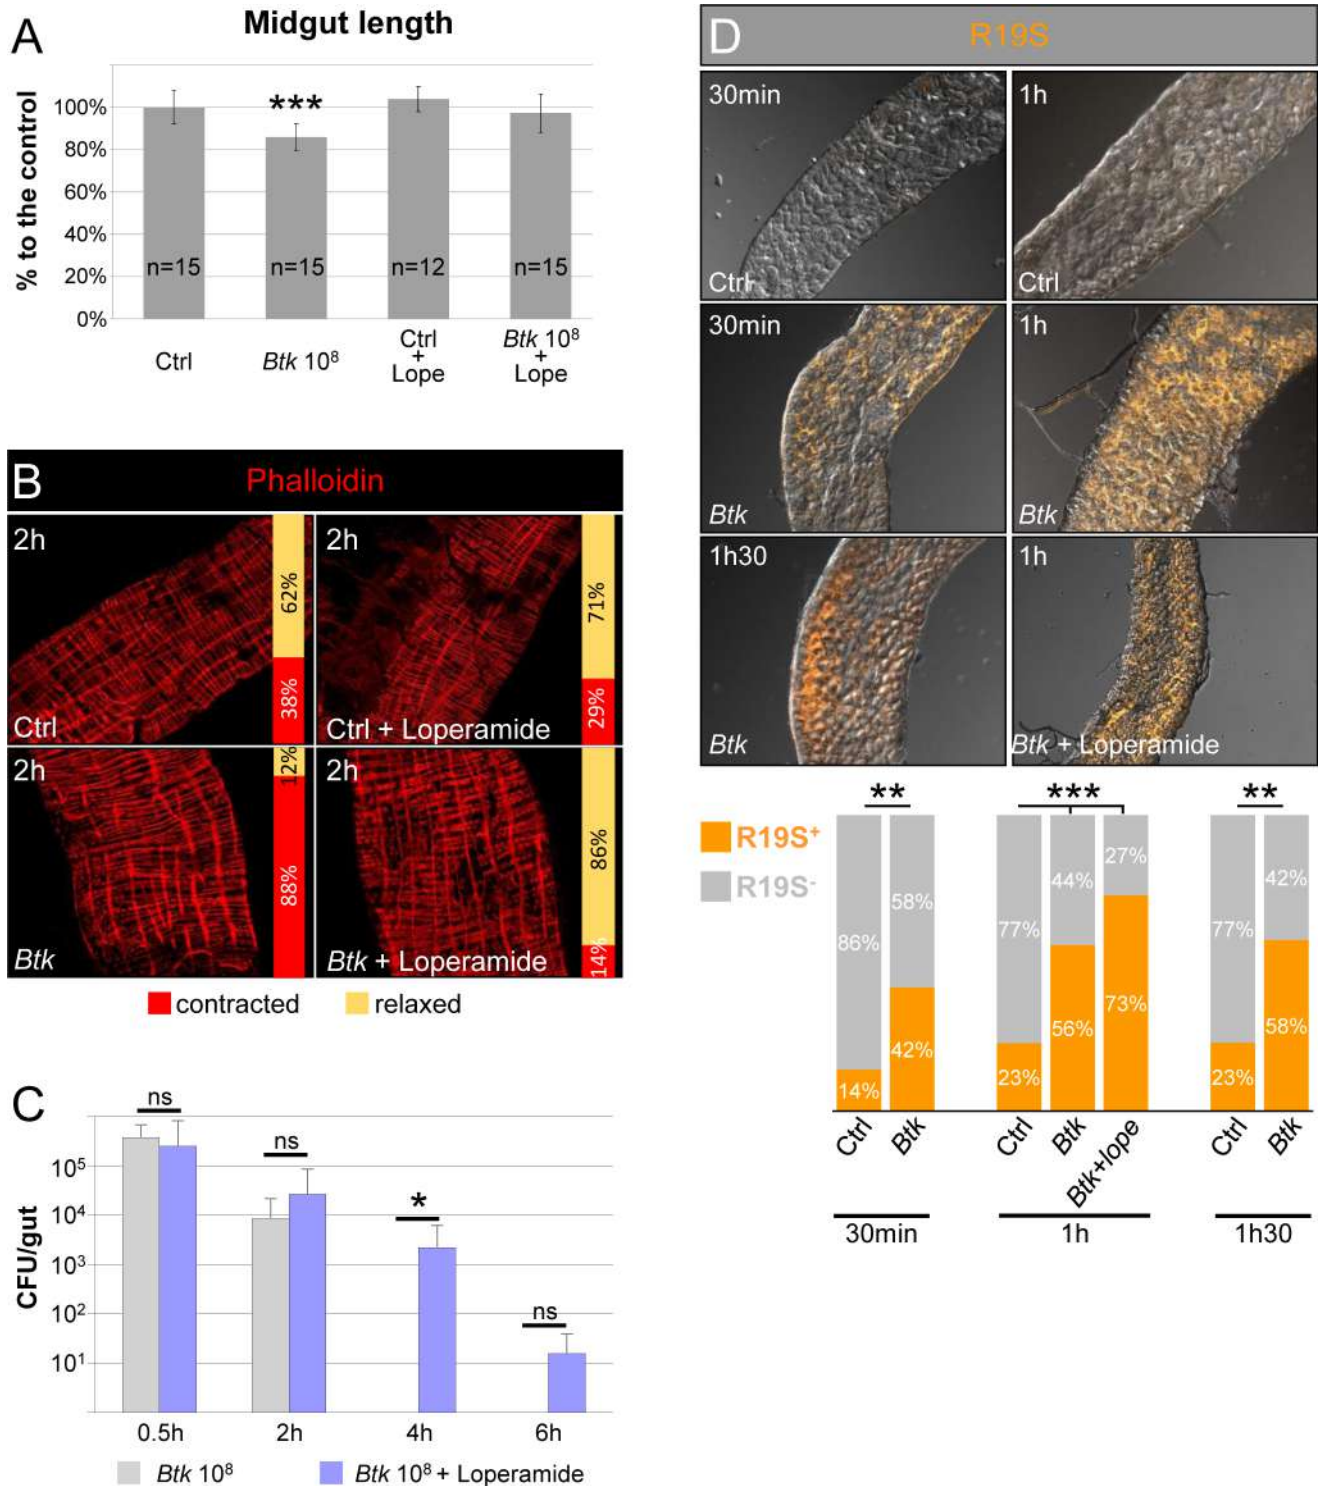 A
Midgut length
% to the control
100%
80%
60%
40%
20%
0%
***
n=15
n=15
n=12
n=15
Ctrl
Btk 10⁸
Ctrl
+
Lope
Btk 10⁸
+
Lope
B
Phalloidin
2h
62%
38%
Ctrl
2h
71%
29%
Ctrl + Loperamide
2h
12%
88%
Btk
2h
86%
14%
Btk + Loperamide
contracted
relaxed
C
CFU/gut
10⁵
10⁴
10³
10²
10¹
ns
ns
*
ns
0.5h
2h
4h
6h
Btk 10⁸
Btk 10⁸ + Loperamide
D
R19S
30min
Ctrl
1h
Ctrl
30min
Btk
1h
Btk
1h30
Btk
1h
Btk + Loperamide
R19S⁺
R19S⁻
**
***
**
86%
14%
58%
42%
77%
23%
44%
56%
27%
73%
77%
23%
42%
58%
Ctrl
Btk
Ctrl
Btk
Btk+lope
Ctrl
Btk
30min
1h
1h30